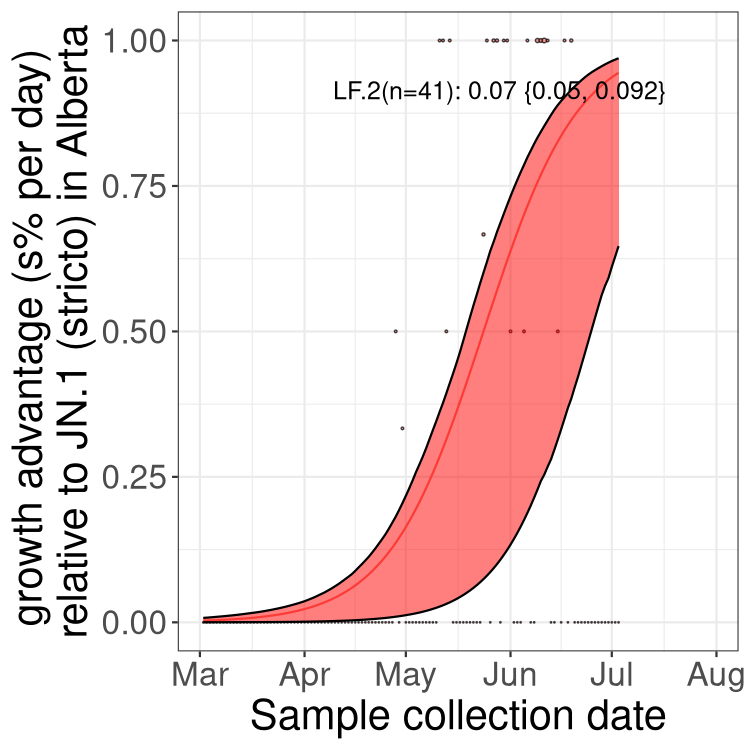 growth advantage (s% per day)
relative to JN.1 (stricto) in Alberta
1.00
0.75
0.50
0.25
0.00
LF.2(n=41): 0.07 {0.05, 0.092}
Mar Apr May Jun Jul Aug
Sample collection date